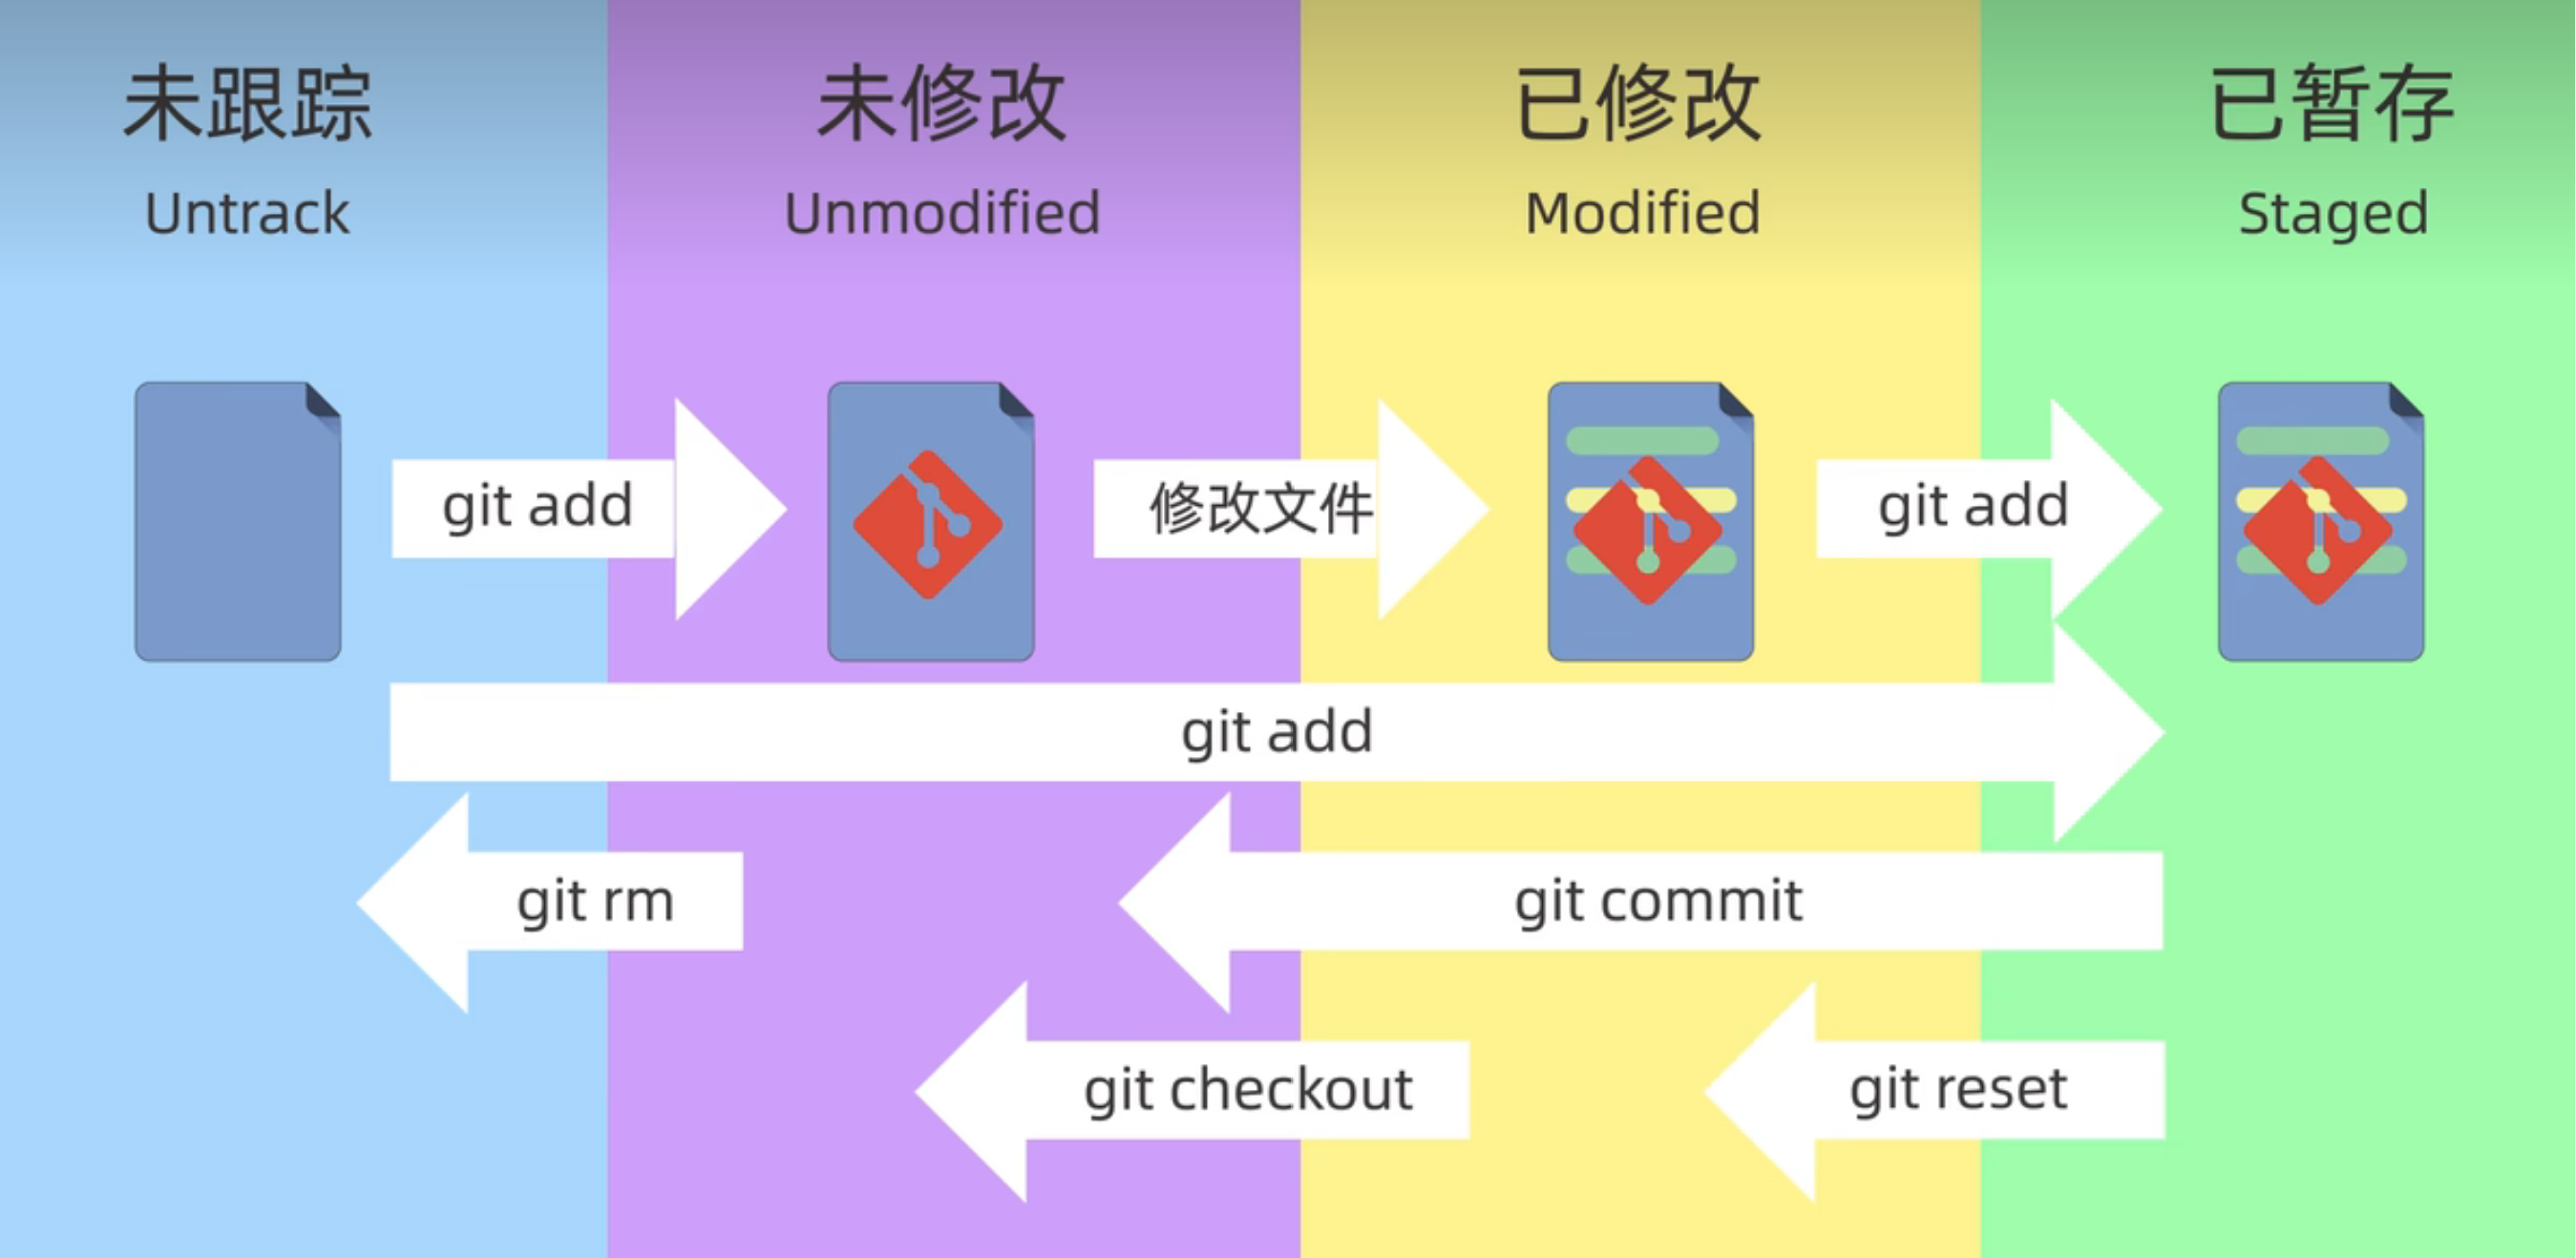 未跟踪
Untrack
未修改
Unmodified
已修改
Modified
已暂存
Staged
git add
修改文件
git add
git add
git rm
git commit
git checkout
git reset